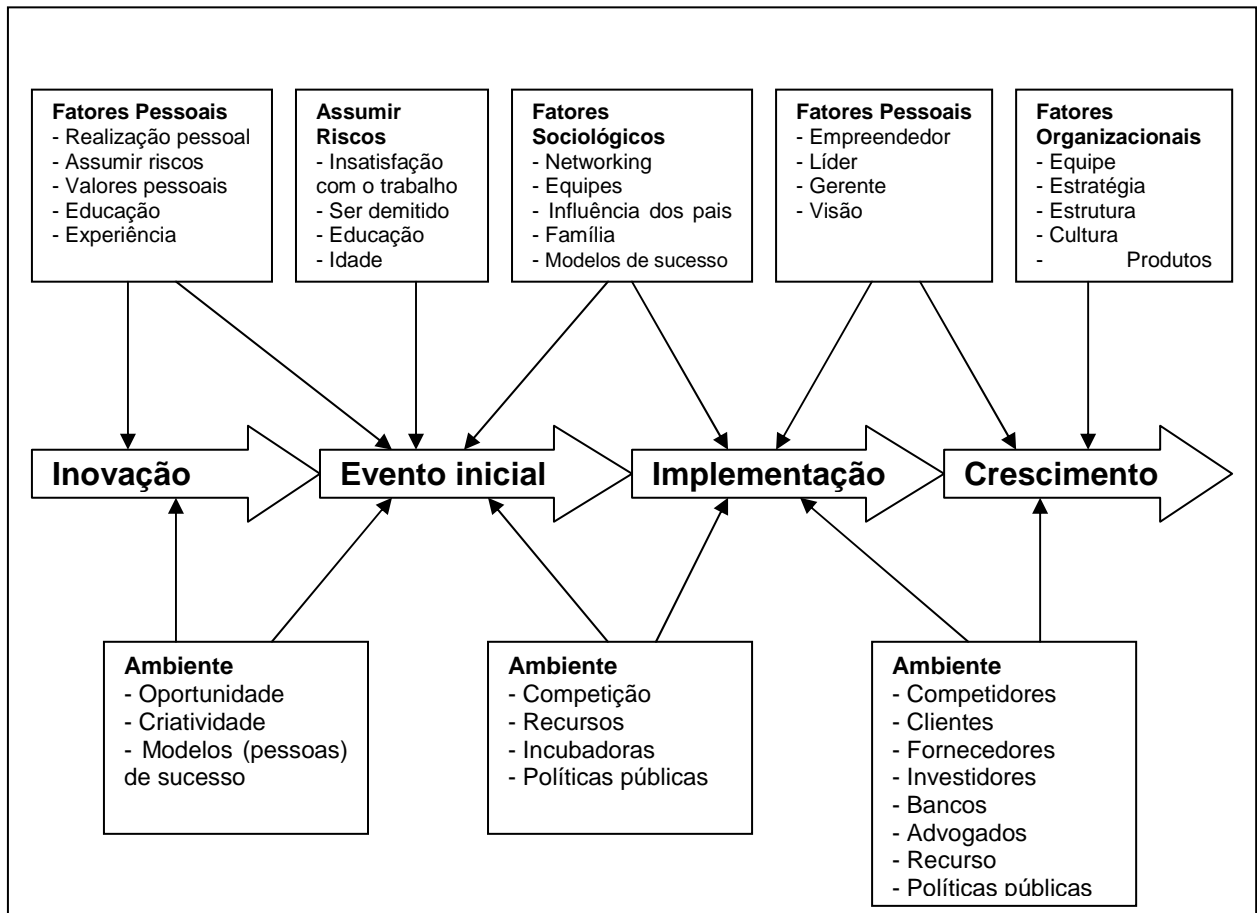 Fatores Pessoais
- Realização pessoal
- Assumir riscos
- Valores pessoais
- Educação
- Experiência
Assumir
Riscos
- Insatisfação
com o trabalho
- Ser demitido
- Educação
- Idade
Fatores
Sociológicos
- Networking
- Equipes
- Influência dos pais
- Família
- Modelos de sucesso
Fatores Pessoais
- Empreendedor
- Líder
- Gerente
- Visão
Fatores
Organizacionais
- Equipe
- Estratégia
- Estrutura
- Cultura
- Produtos
Inovação
Evento inicial
Implementação
Crescimento
Ambiente
- Oportunidade
- Criatividade
- Modelos (pessoas)
de sucesso
Ambiente
- Competição
- Recursos
- Incubadoras
- Políticas públicas
Ambiente
- Competidores
- Clientes
- Fornecedores
- Investidores
- Bancos
- Advogados
- Recurso
- Políticas públicas